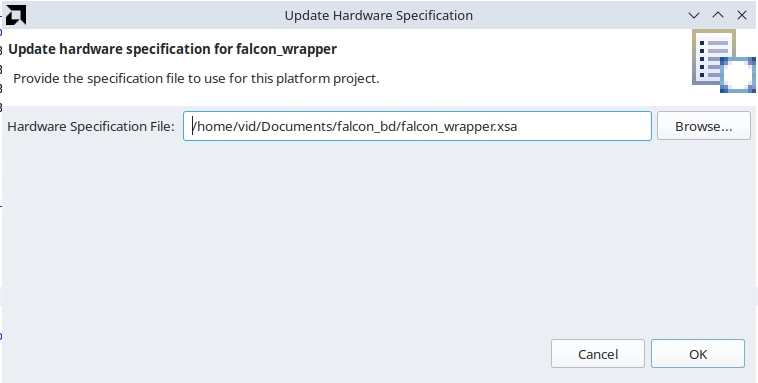 Update Hardware Specification
Update hardware specification for falcon_wrapper
Provide the specification file to use for this platform project.
Hardware Specification File: /home/vid/Documents/falcon_bd/falcon_wrapper.xsa Browse...
Cancel OK